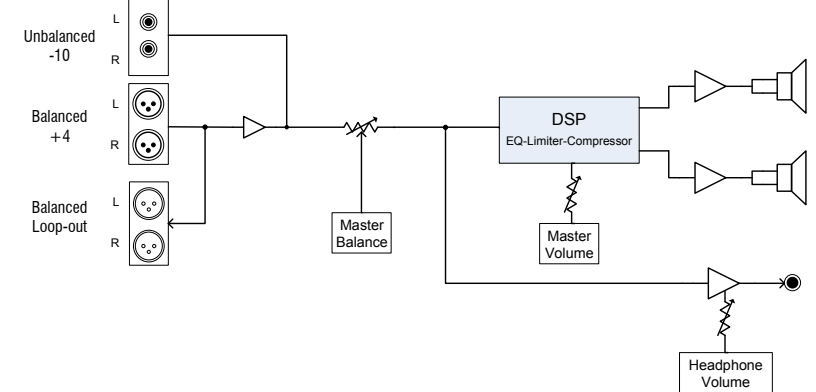 L
Unbalanced
-10
R
L
Balanced
+4
R
L
Balanced
Loop-out
R
Master
Balance
DSP
EQ-Limiter-Compressor
Master
Volume
Headphone
Volume